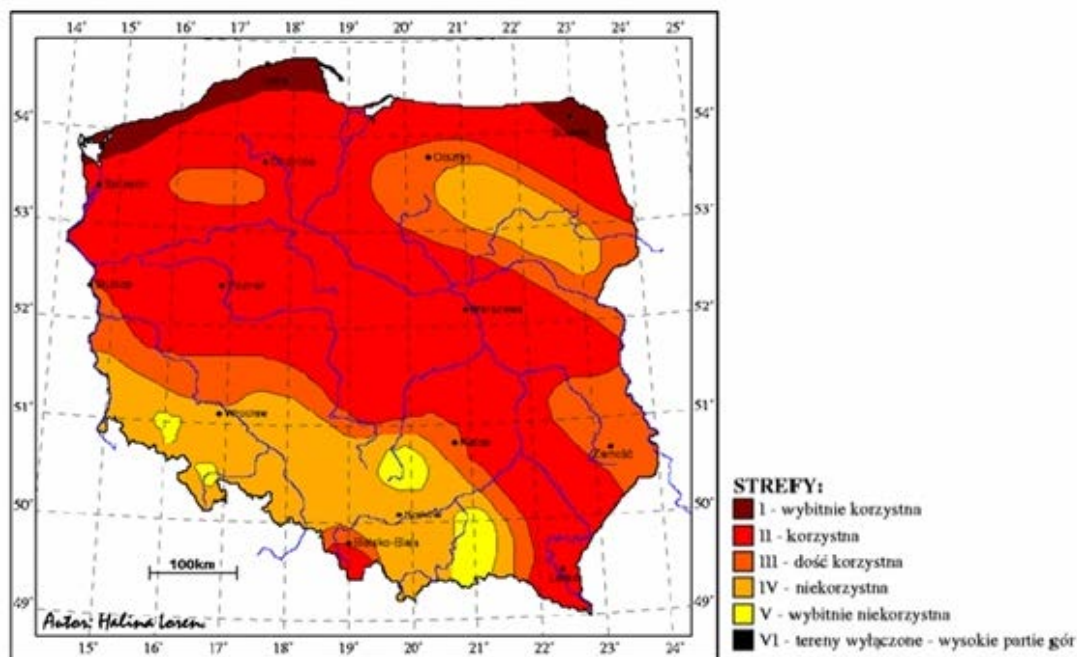 14° 15° 16° 17° 18° 19° 20° 21° 22° 23°
54° 54°
Olsztyn
Szczecin
53° 53°
Poznań
52° Warszawa 52°
51° Wrocław 51°
Kielce
Zamość
50° Kraków 50°
Bielsko-Biała
100km
49° 49°
Autor: Halina Lorenc
15° 16° 17° 18° 19° 20° 21° 22° 23°
STREFY:
I - wybitnie korzystna
II - korzystna
III - dość korzystna
IV - niekorzystna
V - wybitnie niekorzystna
VI - tereny wyłączone - wysokie partie gór